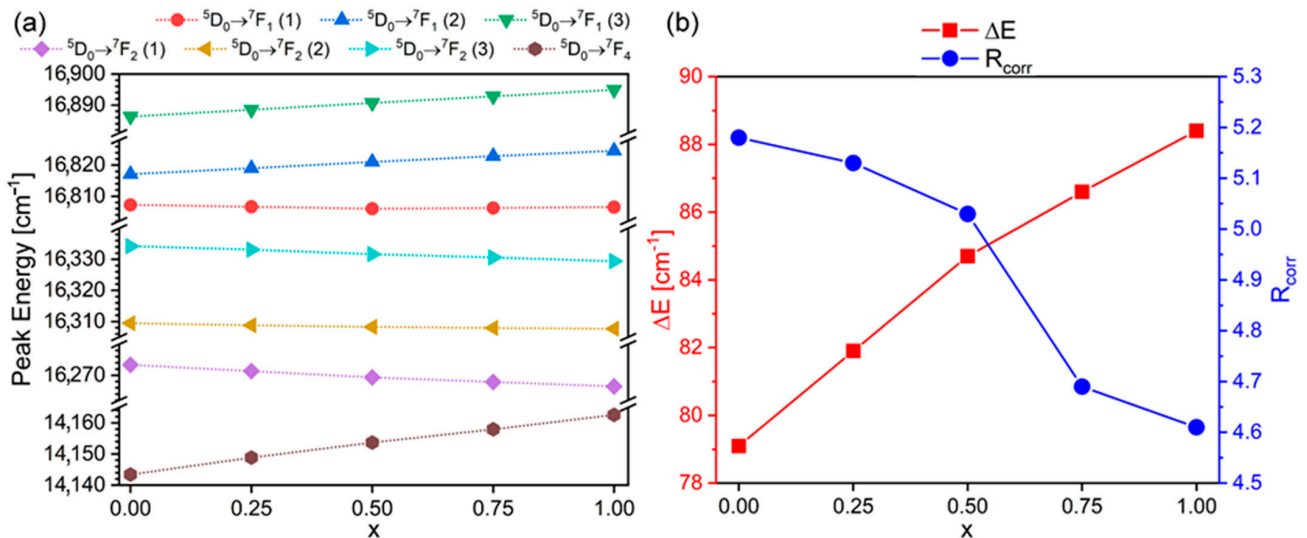 (a)
⁵D₀→⁷F₁ (1) ⁵D₀→⁷F₁ (2) ⁵D₀→⁷F₁ (3)
⁵D₀→⁷F₂ (1) ⁵D₀→⁷F₂ (2) ⁵D₀→⁷F₂ (3) ⁵D₀→⁷F₄
Peak Energy [cm⁻¹]
16,900
16,890
16,820
16,810
16,330
16,320
16,310
16,270
14,160
14,150
14,140
0.00 0.25 0.50 0.75 1.00
x
(b)
ΔE
R_corr
ΔE [cm⁻¹]
90
88
86
84
82
80
78
5.3
5.2
5.1
5.0
4.9
4.8
4.7
4.6
4.5
R_corr
0.00 0.25 0.50 0.75 1.00
x